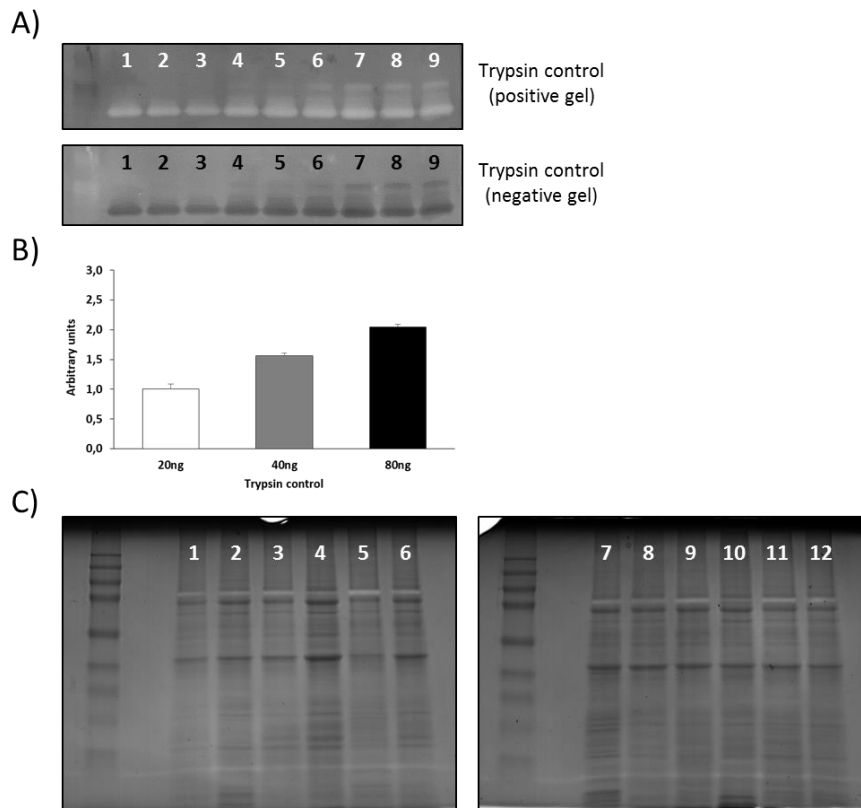 A)
1 2 3 4 5 6 7 8 9
Trypsin control
(positive gel)
1 2 3 4 5 6 7 8 9
Trypsin control
(negative gel)
B)
3,0
2,5
2,0
1,5
1,0
0,5
0,0
Arbitrary units
20ng 40ng 80ng
Trypsin control
C)
1 2 3 4 5 6
7 8 9 10 11 12